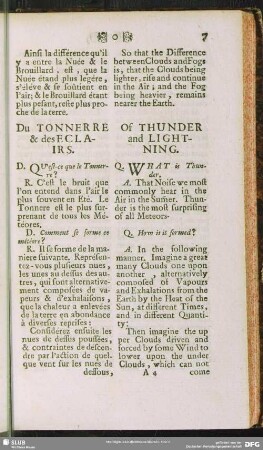 7
Ainsi la différence qu'il
y a entre la Nuée & le
Brouillard, est, que la
Nuée étand plus legére,
s'éléve & se soûtient en
l'air; le Brouillard étant
plus pesant, reste plus pro-
che de la terre.
Du TONNERRE
& des ECLA-
IRS.
D. QU'est-ce que le Tonner-
re?
R. C'est le bruit que
l'on entend dans l'air le
plus souvent en Eté. Le
Tonnerre est le plus sur-
prenant de tous les Mé-
téores,
D. Comment se forme ce
métiére?
R. Il se forme de la ma-
niére suivante. Represen-
tez-vous plusieurs nues,
les unes au dessus des au-
tres, qui sont alternative-
ment composées de va-
peurs & d'exhalaisons,
que la chaleur a enlevées
de la terre en abondance
à diverses reprises:
Considerez ensuite les
nues de dessus poussées,
& contraintes de descen-
dre par l'action de quel-
que vent sur les nues de
dessous,
So that the Difference
between Clouds and Fogs
is, that the Clouds being
lighter, rise and continue
in the Air; and the Fog
being heavier, remains
nearer the Earth.
Of THUNDER
and LIGHT-
NING.
Q. WHAT is Thun-
der.
A. That Noise we most
commonly hear in the
Air in the Sumer. Thun-
der is the most surprising
of all Meteors-
Q. How is it formed?
A. In the following
manner. Imagine a great
many Clouds one upon
another, alternatively
composed of Vapours
and Exhalations from the
Earth by the Heat of the
Sun, at different Times,
and in different Quanti-
ty:
Then imagine the up
per Clouds driven and
forced by some Wind to
lower upon the under
Clouds, which can not
A 4 come
SLUB
DFG